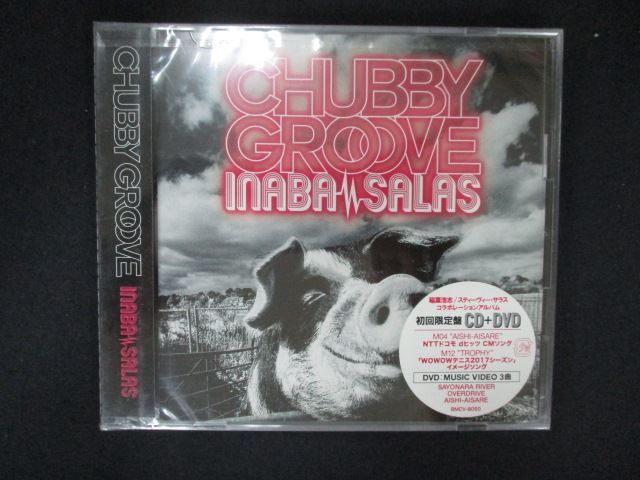 CHUBBY GROOVE INABA SALAS
CHUBBY
GROOVE
INABA SALAS
稲葉浩志/スティーヴィー・サラス
コラボレーションアルバム
初回限定盤 CD+DVD
M04 "AISHI-AISARE"
NTTドコモ dヒッツ CMソング
M12 "TROPHY"
「WOWOWテニス2017シーズン」
イメージソング
DVD:MUSIC VIDEO 3曲
SAYONARA RIVER
OVERDRIVE
AISHI-AISARE
BMCV-8050